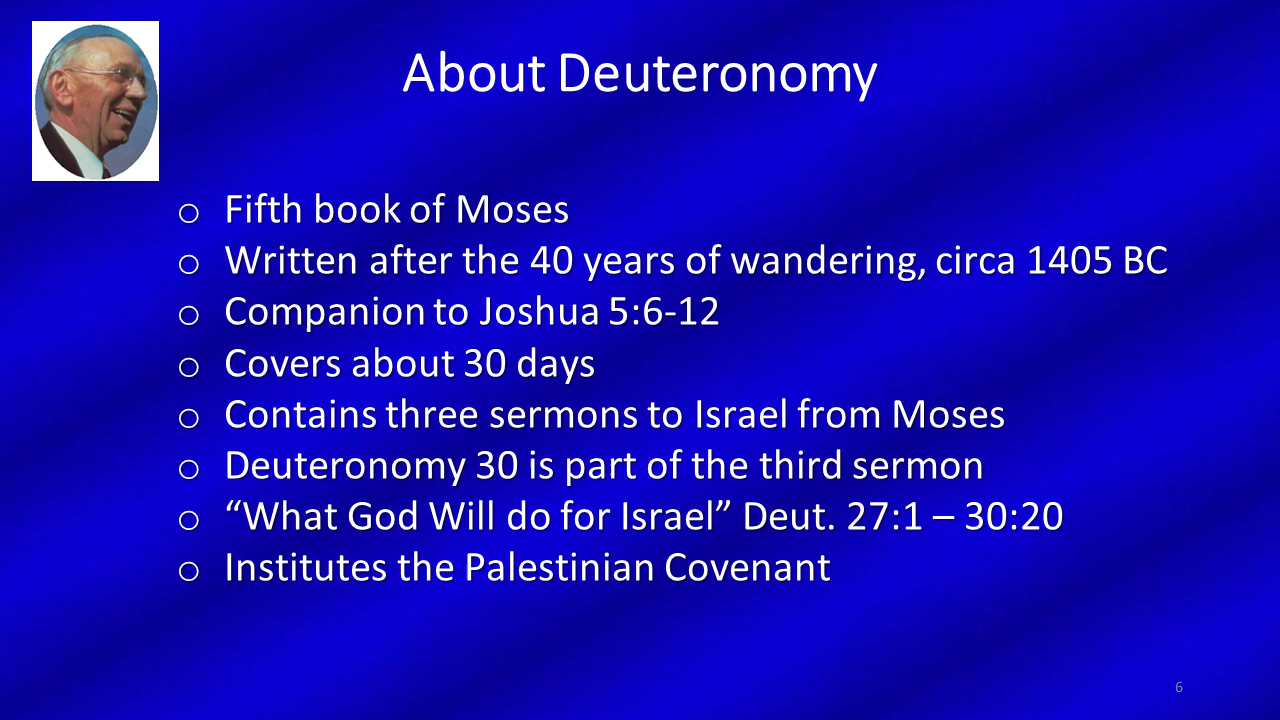 About Deuteronomy
o Fifth book of Moses
o Written after the 40 years of wandering, circa 1405 BC
o Companion to Joshua 5:6-12
o Covers about 30 days
o Contains three sermons to Israel from Moses
o Deuteronomy 30 is part of the third sermon
o “What God Will do for Israel” Deut. 27:1 – 30:20
o Institutes the Palestinian Covenant
6